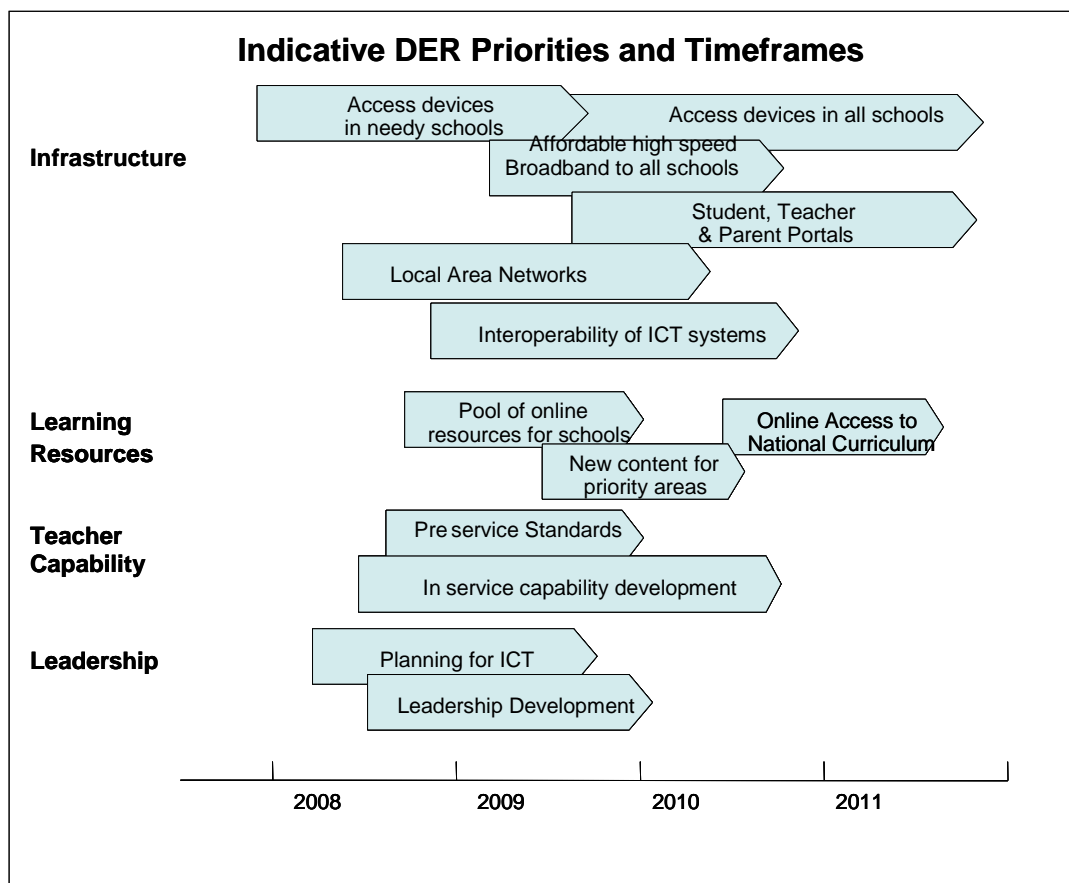 Indicative DER Priorities and Timeframes
Infrastructure
Access devices
in needy schools
Access devices in all schools
Affordable high speed
Broadband to all schools
Student, Teacher
& Parent Portals
Local Area Networks
Interoperability of ICT systems
Learning
Resources
Pool of online
resources for schools
Online Access to
National Curriculum
New content for
priority areas
Teacher
Capability
Pre service Standards
In service capability development
Leadership
Planning for ICT
Leadership Development
2008 2009 2010 2011